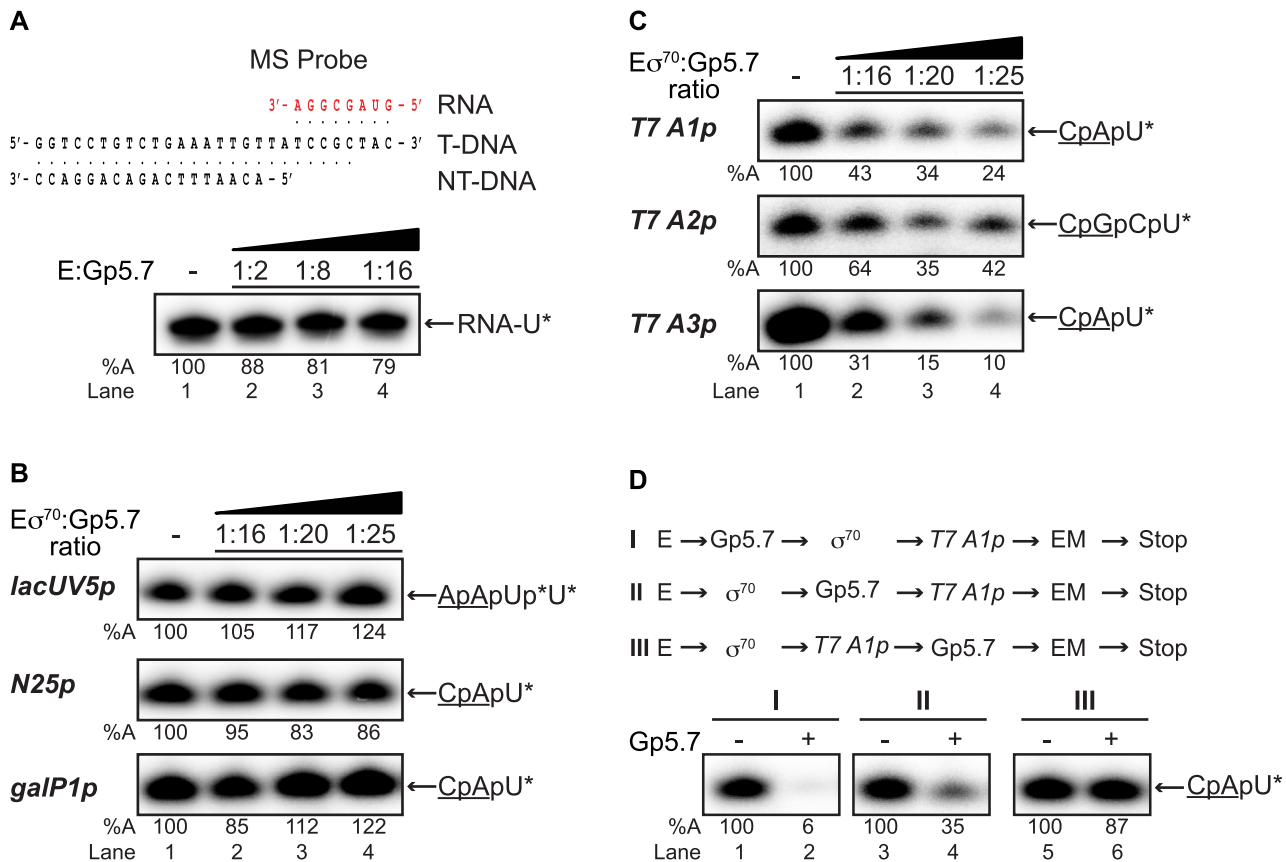 A
MS Probe
3′- A G G C G A U G - 5′ RNA
5′- G G T C C T G T C T G A A A T T G T T A T C C G C T A C - 3′ T-DNA
3′- C C A G G A C A G A C T T T A A C A - 5′ NT-DNA
E:Gp5.7 - 1:2 1:8 1:16
←RNA-U*
%A 100 88 81 79
Lane 1 2 3 4
B
Eσ⁷⁰:Gp5.7 ratio - 1:16 1:20 1:25
lacUV5p ←ApApUp*U*
%A 100 105 117 124
N25p ←CpApU*
%A 100 95 83 86
galP1p ←CpApU*
%A 100 85 112 122
Lane 1 2 3 4
C
Eσ⁷⁰:Gp5.7 ratio - 1:16 1:20 1:25
T7 A1p ←CpApU*
%A 100 43 34 24
T7 A2p ←CpGpCpU*
%A 100 64 35 42
T7 A3p ←CpApU*
%A 100 31 15 10
Lane 1 2 3 4
D
I E →Gp5.7 → σ⁷⁰ → T7 A1p → EM → Stop
II E → σ⁷⁰ → Gp5.7 → T7 A1p → EM → Stop
III E → σ⁷⁰ → T7 A1p → Gp5.7 → EM → Stop
I II III
Gp5.7 - + - + - +
←CpApU*
%A 100 6 100 35 100 87
Lane 1 2 3 4 5 6